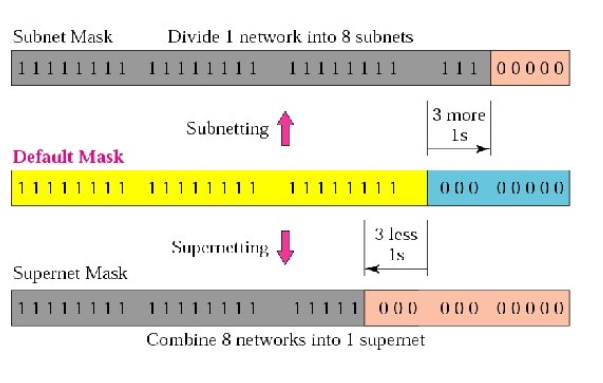 Subnet Mask Divide 1 network into 8 subnets
11111111 11111111 11111111 111 00000
3 more
Subnetting
1s
Default Mask
11111111 11111111 11111111 000 00000
3 less
Supernetting
1s
Supernet Mask
11111111 11111111 11111 000 000 00000
Combine 8 networks into 1 supernet